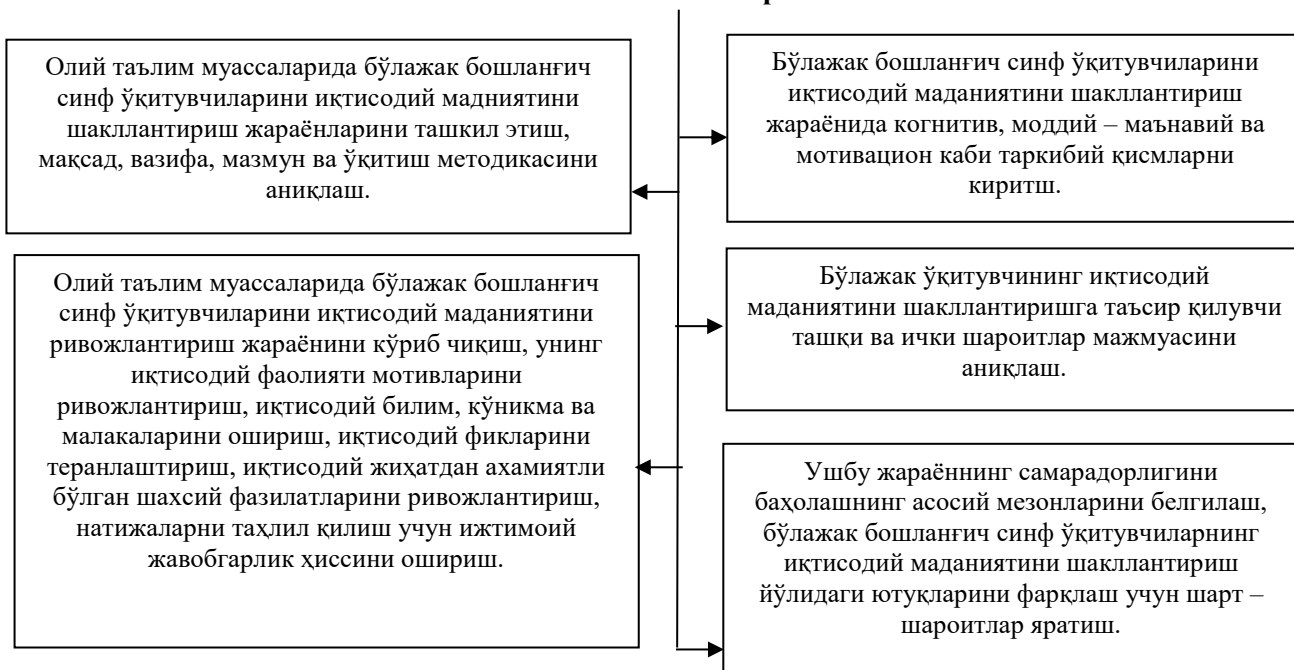 Олий таълим муассаларида бўлажак бошланғич
синф ўқитувчиларини иқтисодий мадниятини
шакллантириш жараёнларини ташкил этиш,
мақсад, вазифа, мазмун ва ўқитиш методикасини
аниқлаш.
Бўлажак бошланғич синф ўқитувчиларини
иқтисодий маданиятини шакллантириш
жараёнида когнитив, моддий – маънавий ва
мотивацион каби таркибий қисмларни
киритш.
Олий таълим муассаларида бўлажак бошланғич
синф ўқитувчиларини иқтисодий маданиятини
ривожлантириш жараёнини кўриб чиқиш, унинг
иқтисодий фаолияти мотивларини
ривожлантириш, иқтисодий билим, кўникма ва
малакаларини ошириш, иқтисодий фикларини
теранлаштириш, иқтисодий жиҳатдан ахамиятли
бўлган шахсий фазилатларини ривожлантириш,
натижаларни таҳлил қилиш учун ижтимоий
жавобгарлик ҳиссини ошириш.
Бўлажак ўқитувчининг иқтисодий
маданиятини шакллантиришга таъсир қилувчи
ташқи ва ички шароитлар мажмуасини
аниқлаш.
Ушбу жараённинг самарадорлигини
баҳолашнинг асосий мезонларини белгилаш,
бўлажак бошланғич синф ўқитувчиларнинг
иқтисодий маданиятини шакллантириш
йўлидаги ютуқларини фарқлаш учун шарт –
шароитлар яратиш.